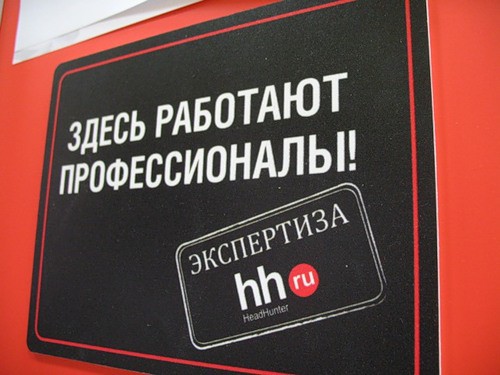 ЗДЕСЬ РАБОТАЮТ
ПРОФЕССИОНАЛЫ!
ЭКСПЕРТИЗА
hh ru
HeadHunter